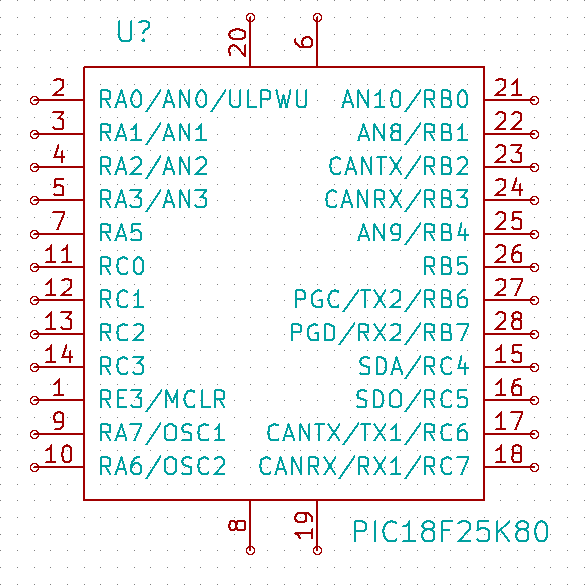 U?
20 6
2 RA0/AN0/ULPWU AN10/RB0 21
3 RA1/AN1 AN8/RB1 22
4 RA2/AN2 CANTX/RB2 23
5 RA3/AN3 CANRX/RB3 24
7 RA5 AN9/RB4 25
11 RC0 RB5 26
12 RC1 PGC/TX2/RB6 27
13 RC2 PGD/RX2/RB7 28
14 RC3 SDA/RC4 15
1 RE3/MCLR SDO/RC5 16
9 RA7/OSC1 CANTX/TX1/RC6 17
10 RA6/OSC2 CANRX/RX1/RC7 18
8 19
PIC18F25K80